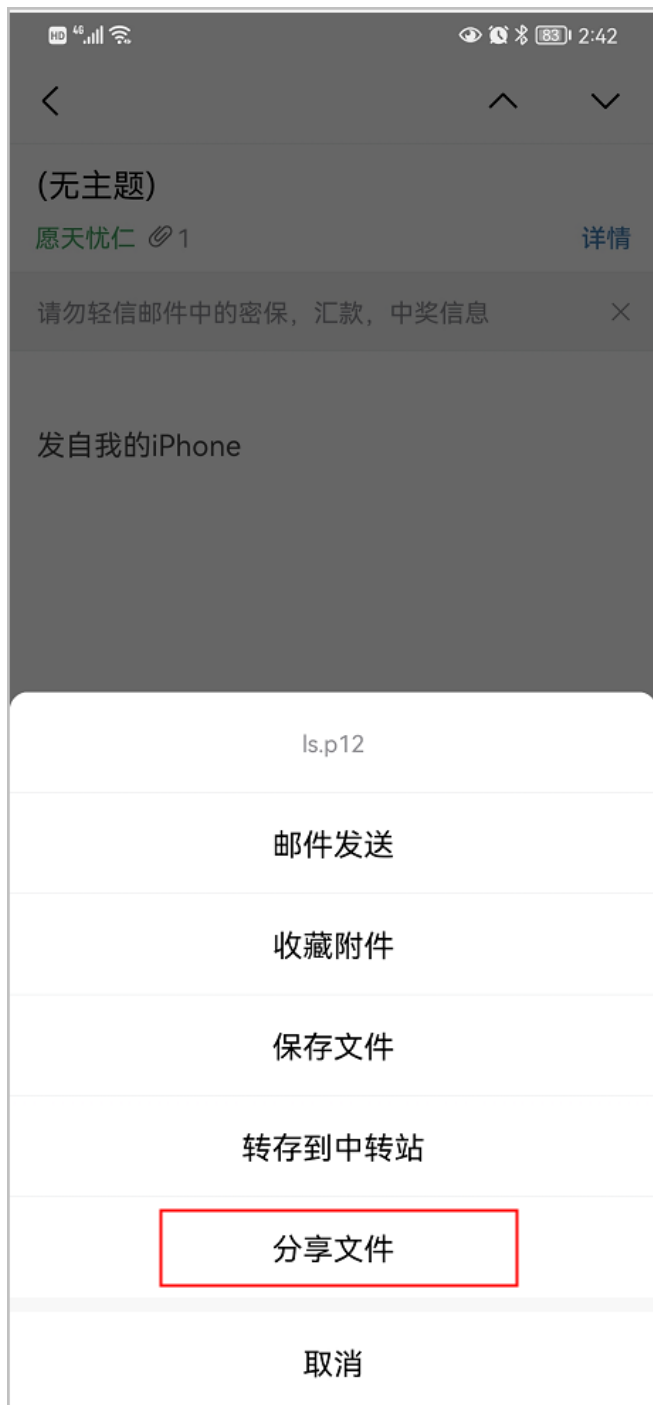 HD 4G 83 2:42
(无主题)
愿天忧仁 1 详情
请勿轻信邮件中的密保，汇款，中奖信息
发自我的iPhone
ls.p12
邮件发送
收藏附件
保存文件
转存到中转站
分享文件
取消